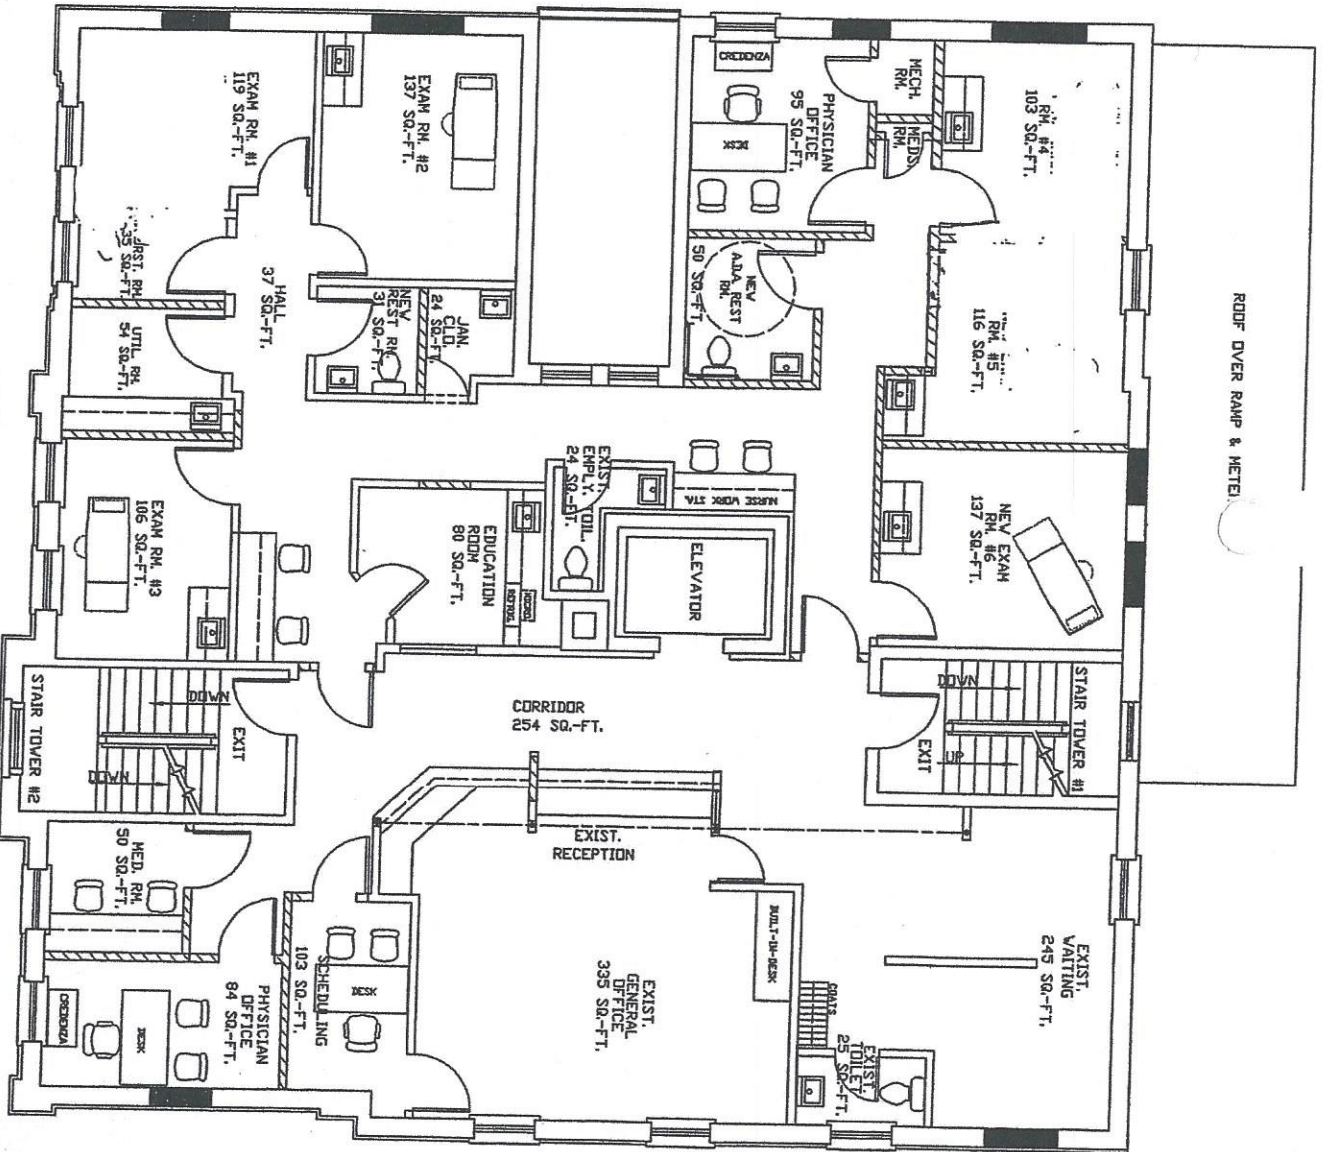 EXAM RM. #1
119 SQ.-FT.
EXAM RM. #2
137 SQ.-FT.
CREDENZA
PHYSICIAN
OFFICE
95 SQ.-FT.
DESK
MECH.
RM.
MEDS.
RM.
RM. #4
103 SQ.-FT.
RST. RM.
35 SQ.-FT.
HALL
37 SQ.-FT.
NEW
REST RM.
SQ.-FT.
JAN.
CLO.
24 SQ.-FT.
NEW
A.D.A REST
RM.
50 SQ.-FT.
RM. #5
116 SQ.-FT.
ROOF OVER RAMP &
UTIL. RM.
54 SQ.-FT.
EXAM RM. #3
106 SQ.-FT.
EDUCATION
ROOM
80 SQ.-FT.
MICRO
REFRIG.
EXIST.
EMPLY. TOIL.
24 SQ.-FT.
NURSE WORK STA.
ELEVATOR
NEW EXAM
RM. #6
137 SQ.-FT.
STAIR TOWER #2
DOWN
DOWN
EXIT
CORRIDOR
254 SQ.-FT.
DOWN
UP
EXIT
STAIR TOWER #1
MED. RM.
50 SQ.-FT.
EXIST.
RECEPTION
BUILT-IN-DESK
EXIST.
WAITING
245 SQ.-FT.
SCHEDULING
103 SQ.-FT.
DESK
EXIST.
GENERAL
OFFICE
335 SQ.-FT.
COATS
EXIST.
TOILET
25 SQ.-FT.
PHYSICIAN
OFFICE
84 SQ.-FT.
CREDENZA
DESK